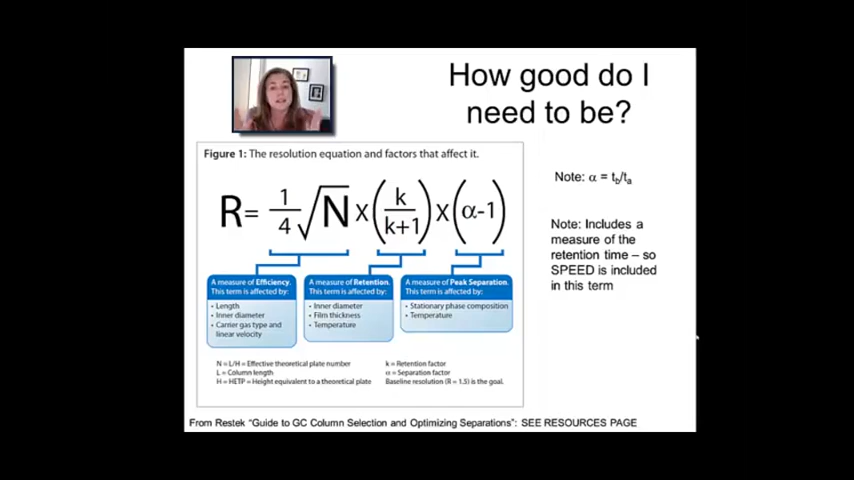 How good do I
need to be?
Figure 1: The resolution equation and factors that affect it.
R= 1/4 √N x (k/k+1) x (α-1)
A measure of Efficiency.
This term is affected by:
• Length
• Inner diameter
• Carrier gas type and
linear velocity
A measure of Retention.
This term is affected by:
• Inner diameter
• Film thickness
• Temperature
A measure of Peak Separation.
This term is affected by:
• Stationary phase composition
• Temperature
N = L/H = Effective theoretical plate number
L = Column length
H = HETP = Height equivalent to a theoretical plate
k = Retention factor
α = Separation factor
Baseline resolution (R = 1.5) is the goal.
Note: α = tb/ta
Note: Includes a
measure of the
retention time – so
SPEED is included
in this term
From Restek "Guide to GC Column Selection and Optimizing Separations": SEE RESOURCES PAGE